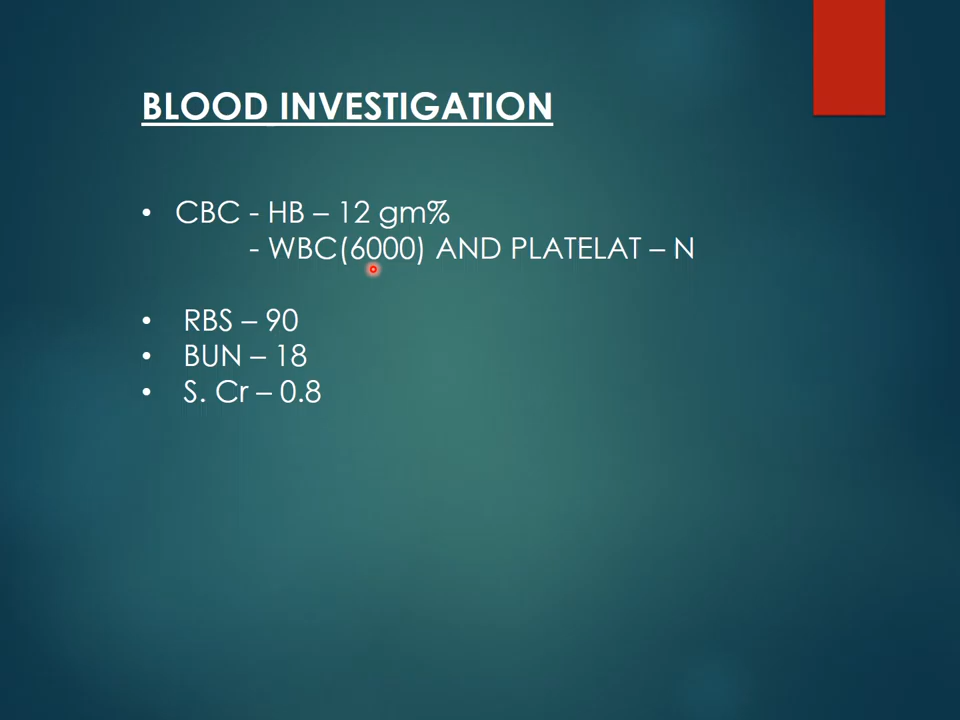 BLOOD INVESTIGATION
• CBC - HB – 12 gm%
- WBC(6000) AND PLATELAT – N
• RBS – 90
• BUN – 18
• S. Cr – 0.8